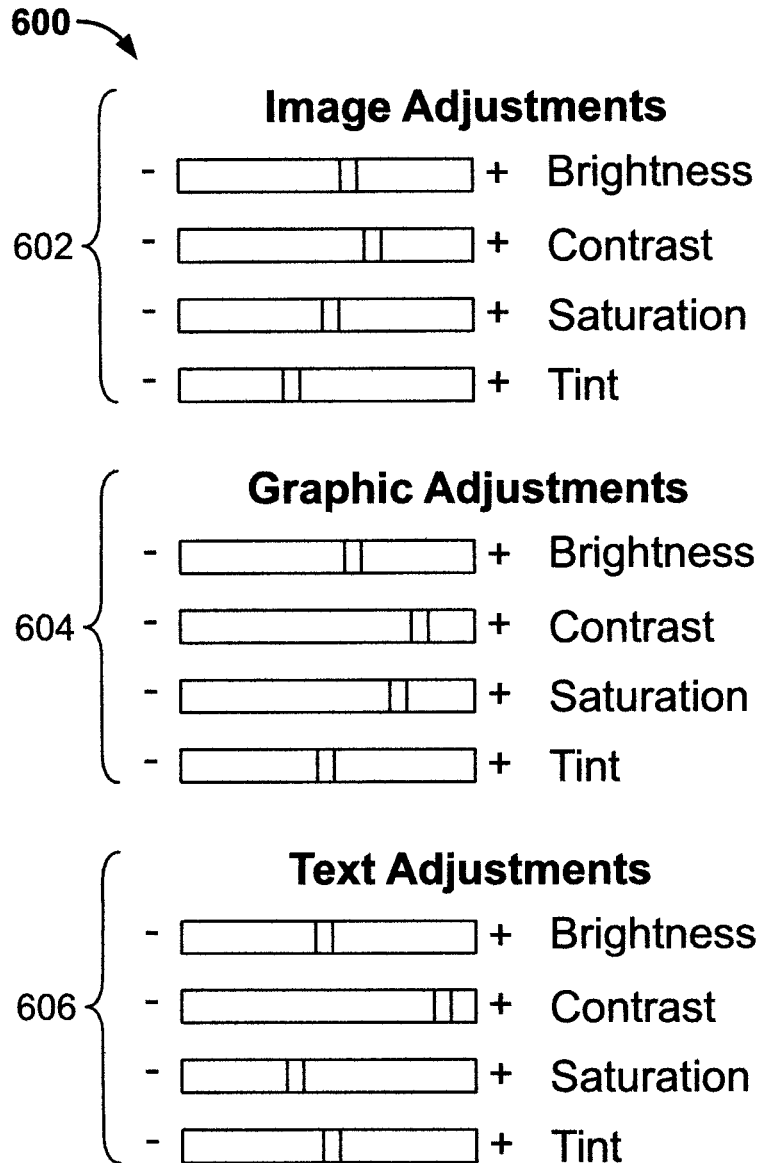 600
Image Adjustments
- + Brightness
602 - + Contrast
- + Saturation
- + Tint
Graphic Adjustments
- + Brightness
604 - + Contrast
- + Saturation
- + Tint
Text Adjustments
- + Brightness
606 - + Contrast
- + Saturation
- + Tint